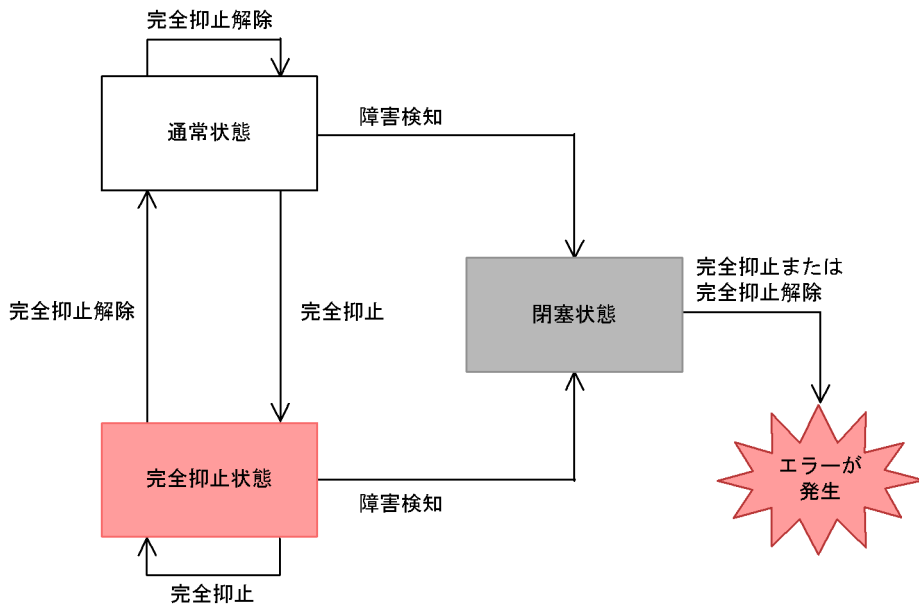 完全抑止解除
通常状態
障害検知
完全抑止または
完全抑止解除
閉塞状態
完全抑止解除
完全抑止
エラーが
発生
完全抑止状態
障害検知
完全抑止